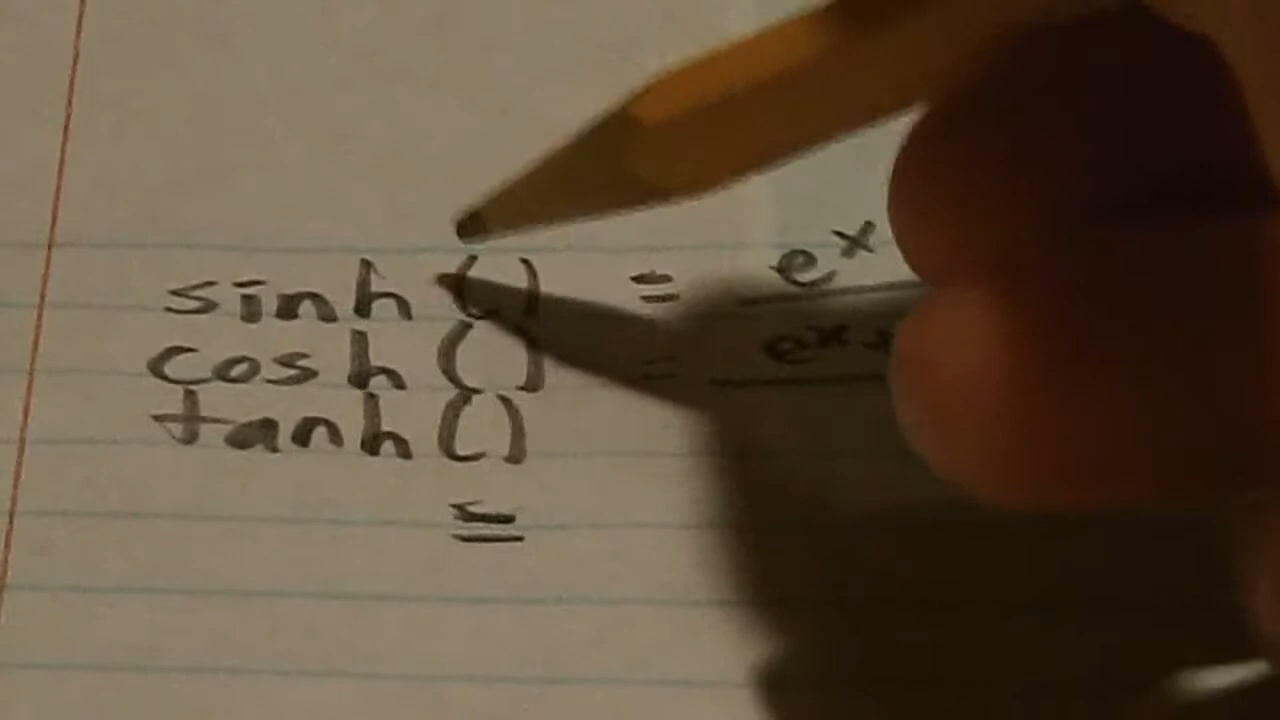 sinh() = e^x
cosh() = e^x
tanh()
=